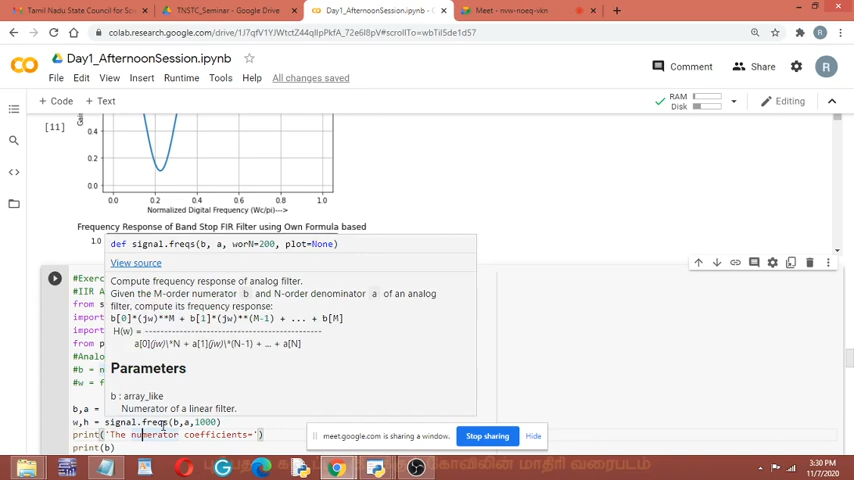 Tamil Nadu State Council for Scie
TNSTC_Seminar - Google Drive
Day1_AfternoonSession.ipynb - C
Meet - nvw-noeq-vkn
colab.research.google.com/drive/1J7qfV1YJWtctZ44qIlpPkfA_72e6l8pV#scrollTo=wbTil5de1d57
Day1_AfternoonSession.ipynb
Comment
Share
R
File Edit View Insert Runtime Tools Help All changes saved
+ Code + Text
RAM
Disk
Editing
[11]
0.4
0.2
0.0
0.0 0.2 0.4 0.6 0.8 1.0
Normalized Digital Frequency (Wc/pi)--->
Frequency Response of Band Stop FIR Filter using Own Formula based
1.0
def signal.freqs(b, a, worN=200, plot=None)
View source
Compute frequency response of analog filter.
Given the M-order numerator b and N-order denominator a of an analog
filter, compute its frequency response:
b[0]*(jw)**M + b[1]*(jw)**(M-1) + ... + b[M]
H(w) = ----------------------------------------------
a[0](jw)\*N + a[1](jw)\*(N-1) + ... + a[N]
Parameters
b : array_like
Numerator of a linear filter.
#Exer
#IIR A
from s
import
import
from p
#Analo
#b = n
#w = f
b,a =
w,h = signal.freqs(b,a,1000)
print('The numerator coefficients=')
print(b)
meet.google.com is sharing a window.
Stop sharing
Hide
கோவிலின் மாதிரி வரைபடம்
3:30 PM
11/7/2020